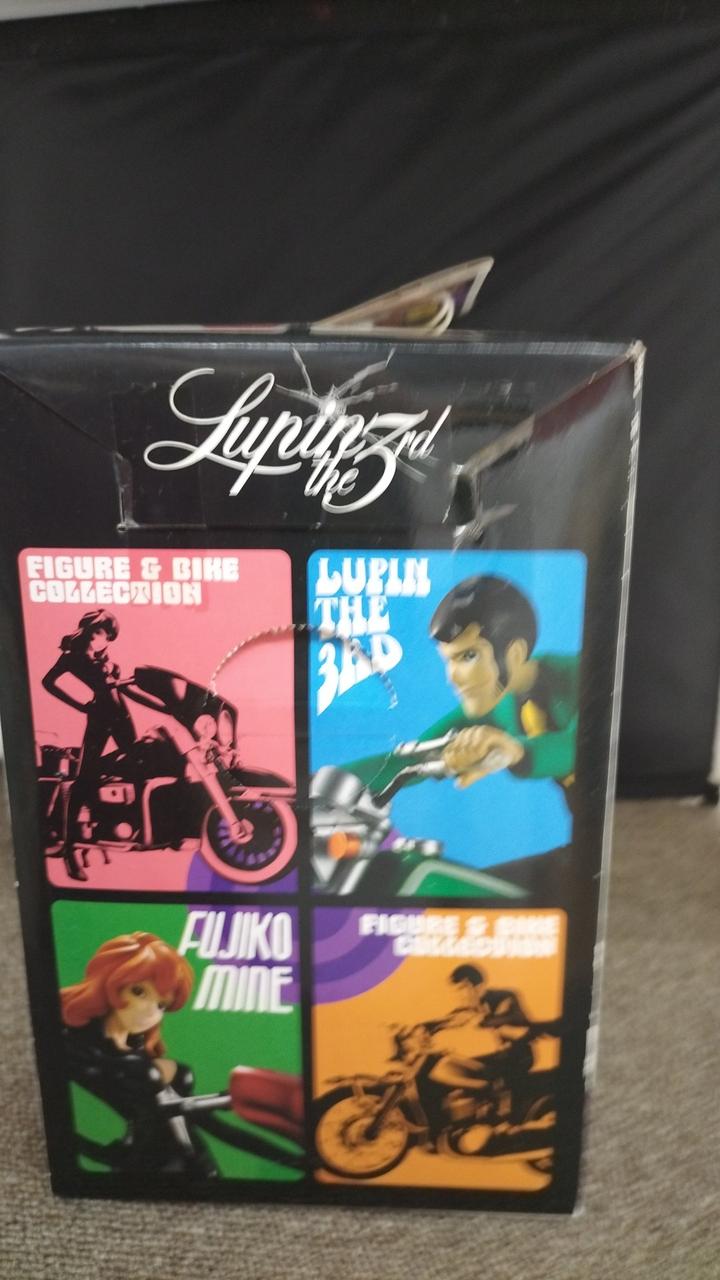 Lupin
the 3rd
FIGURE & BIKE
COLLECTION
LUPIN
THE
3RD
FUJIKO
MINE
FIGURE & BIKE
COLLECTION